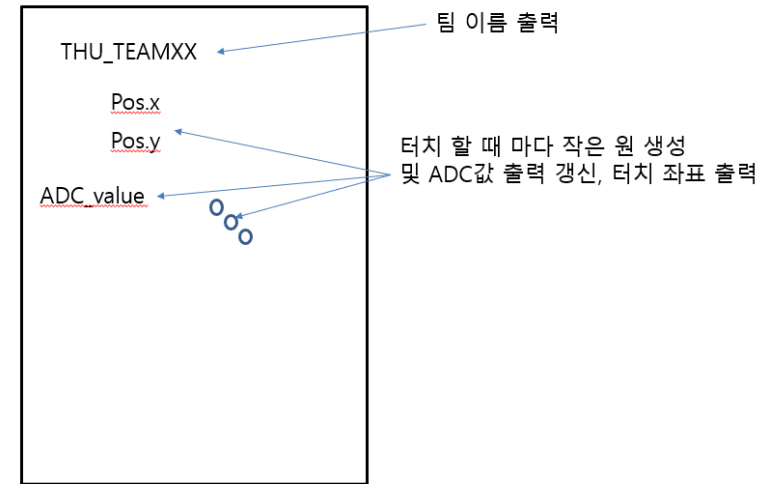 팀 이름 출력
THU_TEAMXX
Pos.x
Pos.y
터치 할 때 마다 작은 원 생성
및 ADC값 출력 갱신, 터치 좌표 출력
ADC_value